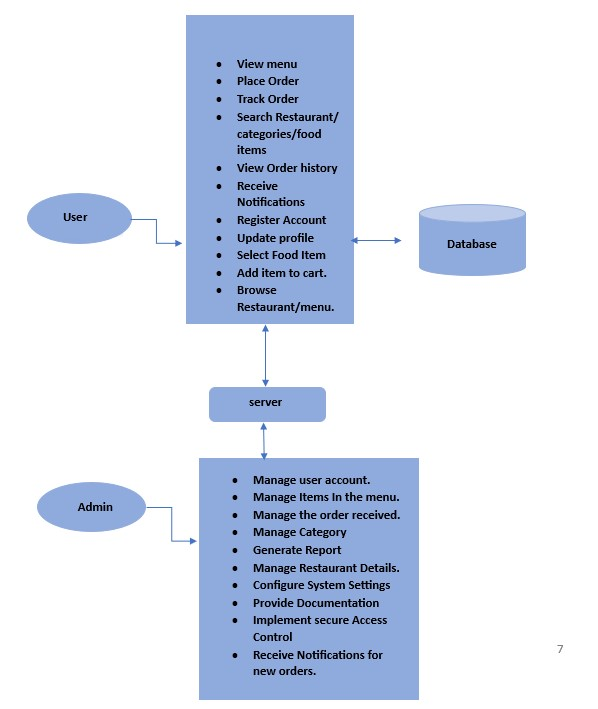 • View menu
• Place Order
• Track Order
• Search Restaurant/
categories/food
items
• View Order history
• Receive
Notifications
• Register Account
• Update profile
• Select Food Item
• Add item to cart.
• Browse
Restaurant/menu.
User
Database
server
Admin
• Manage user account.
• Manage Items In the menu.
• Manage the order received.
• Manage Category
• Generate Report
• Manage Restaurant Details.
• Configure System Settings
• Provide Documentation
• Implement secure Access
Control
• Receive Notifications for
new orders.
7